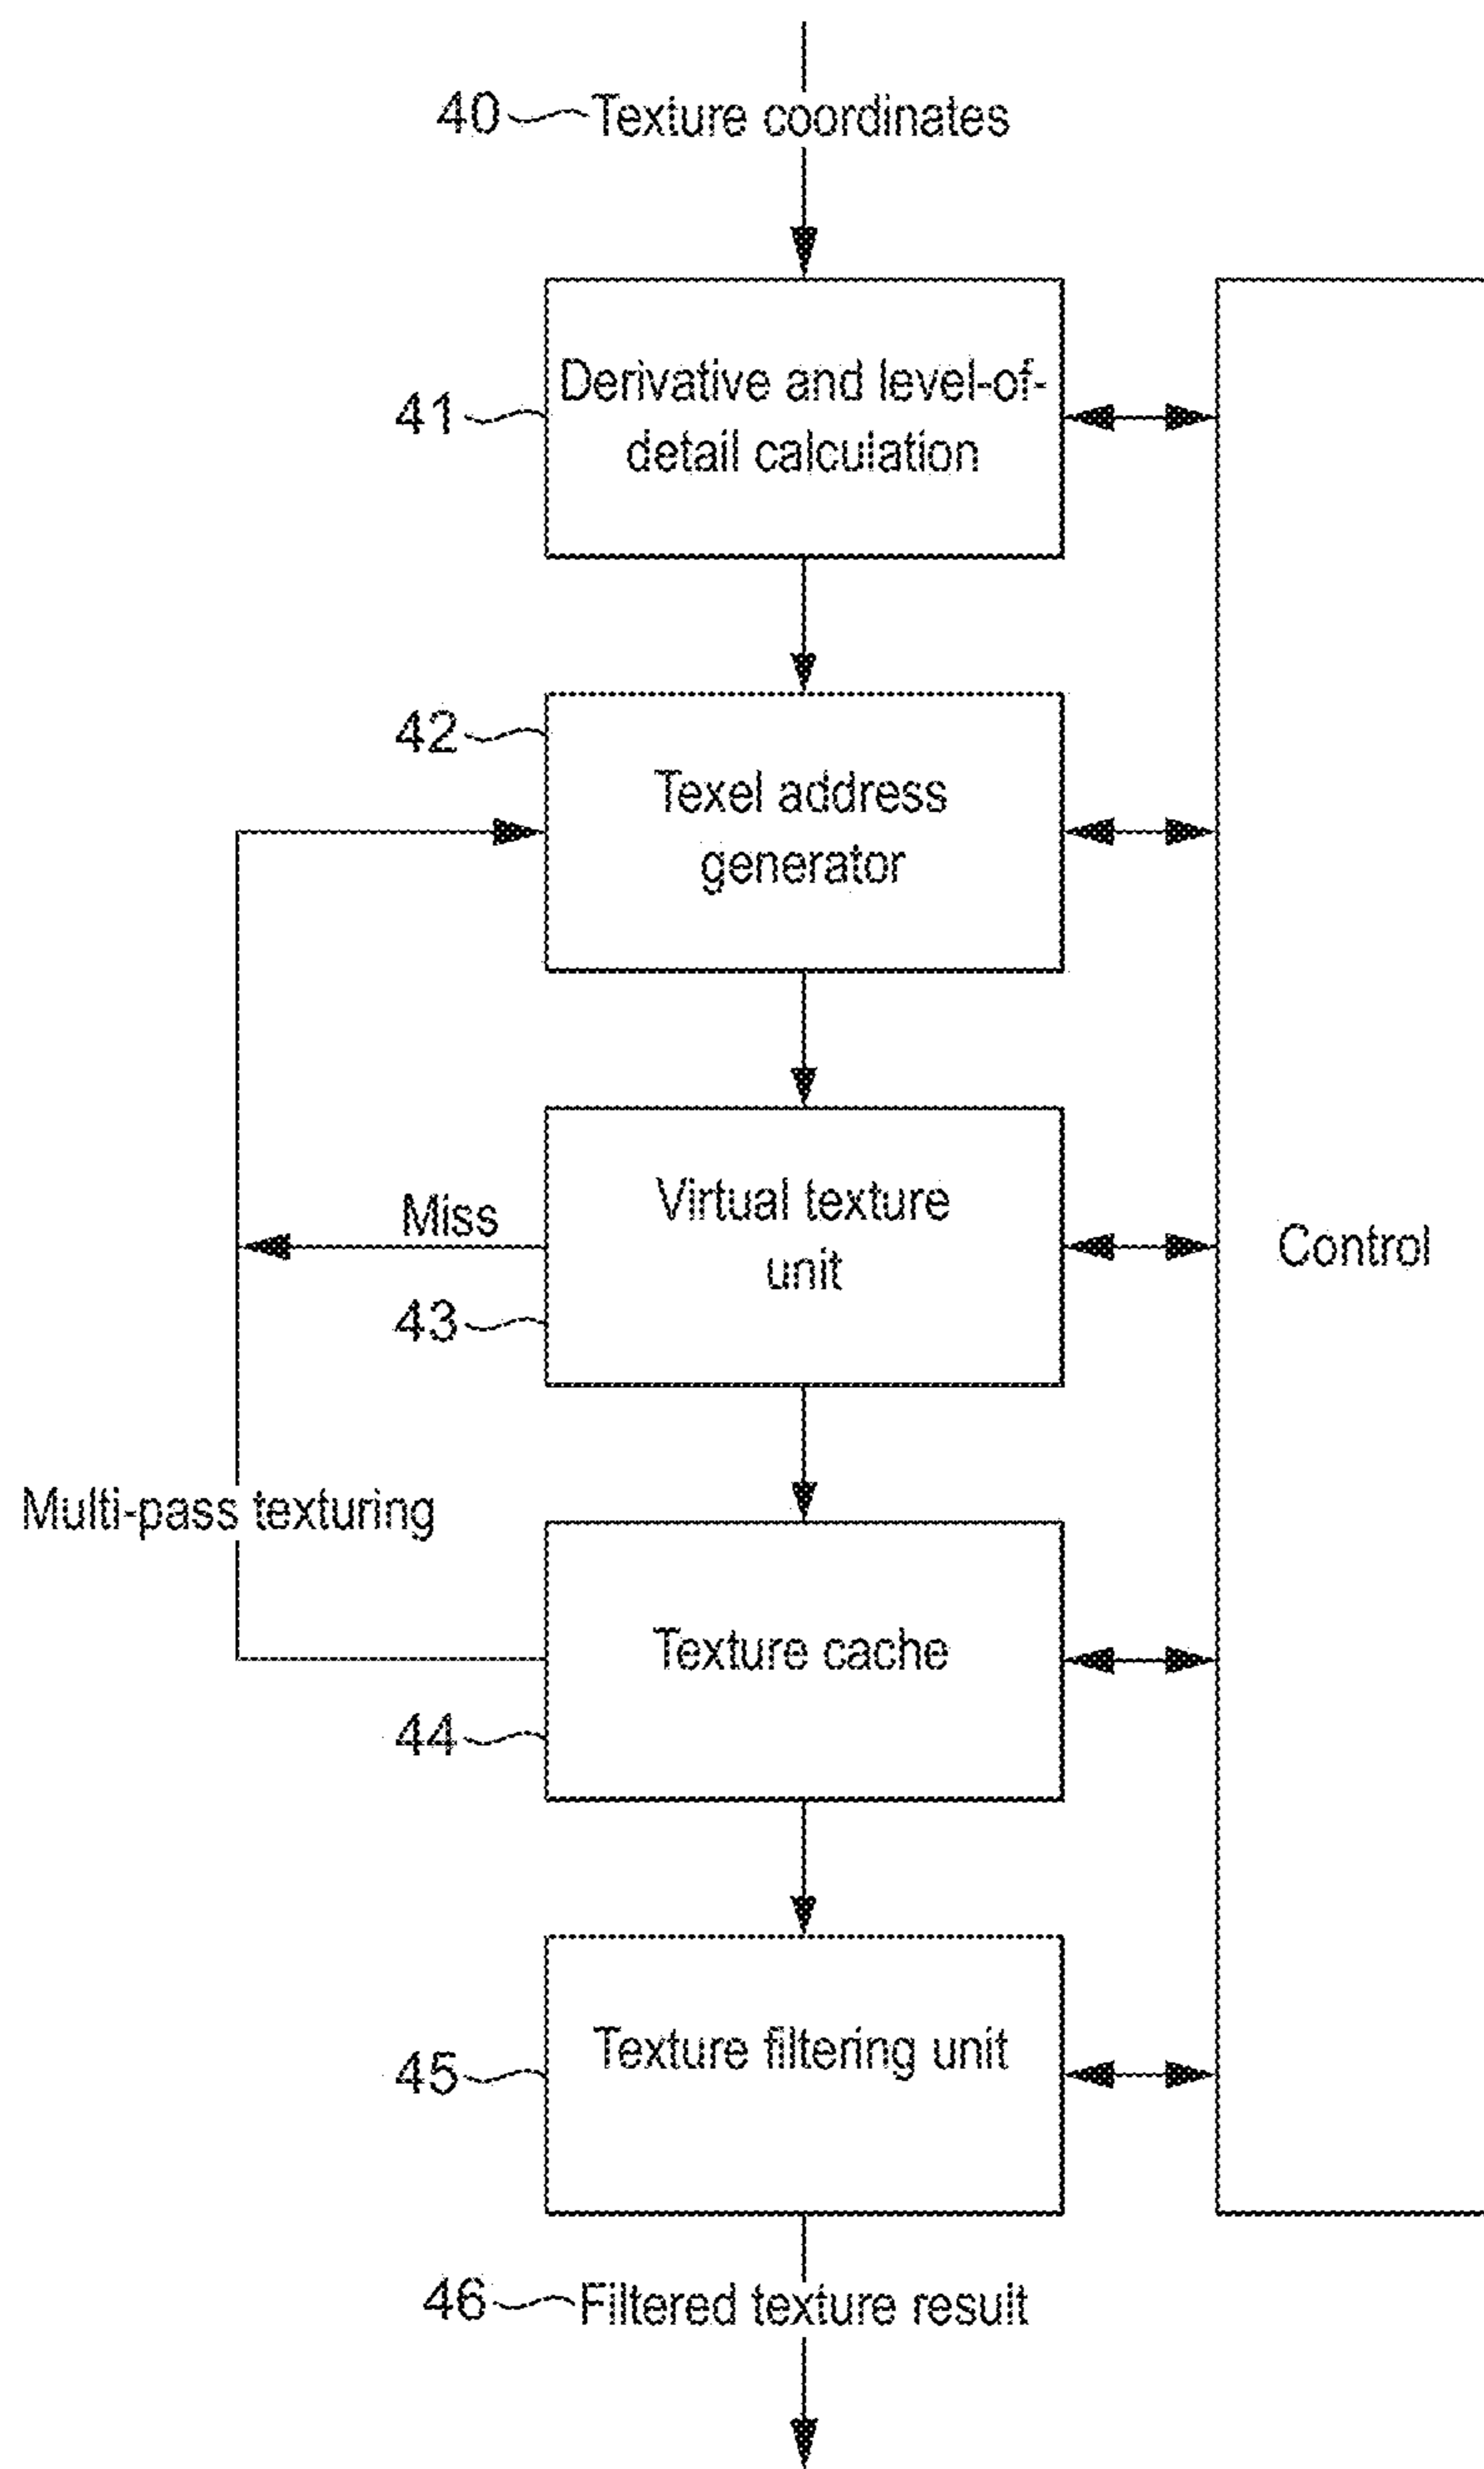 40 Texture coordinates
41 Derivative and level-of-
detail calculation
42 Texel address
generator
Miss
Virtual texture
unit
43
Control
Multi-pass texturing
Texture cache
44
45 Texture filtering unit
46 Filtered texture result